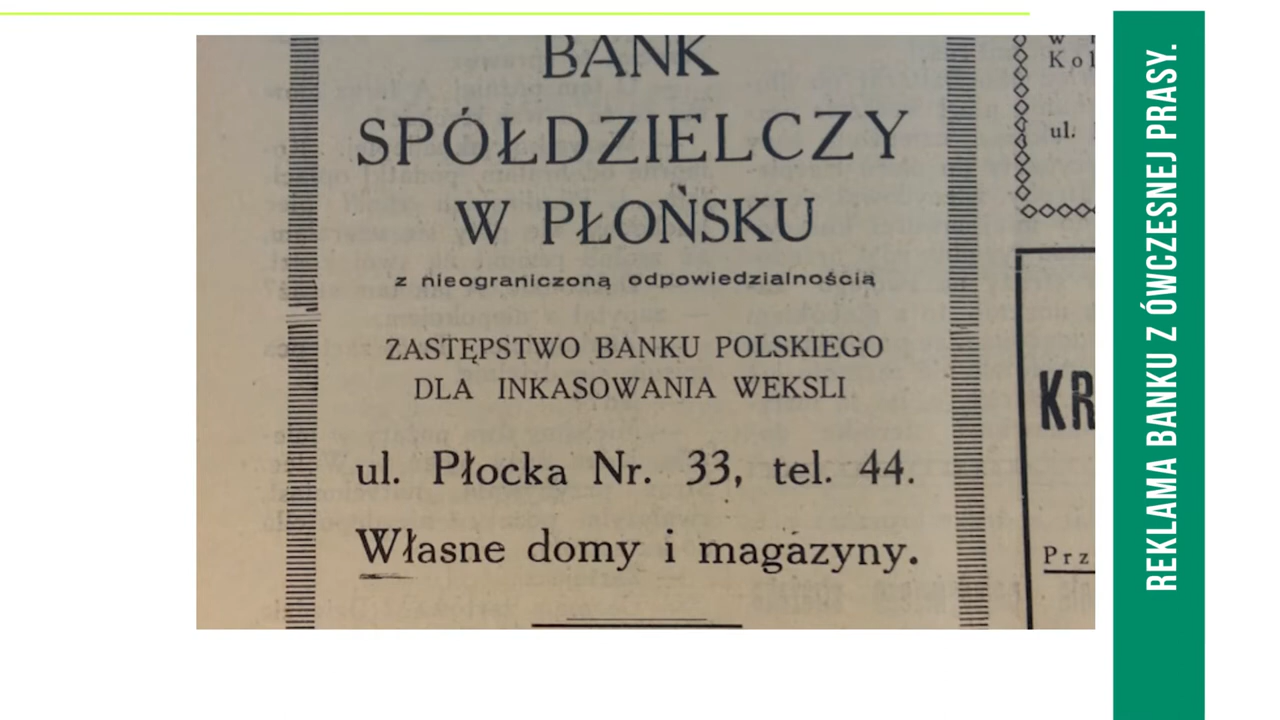 BANK
SPÓŁDZIELCZY
W PŁOŃSKU
z nieograniczoną odpowiedzialnością
ZASTĘPSTWO BANKU POLSKIEGO
DLA INKASOWANIA WEKSLI
ul. Płocka Nr. 33, tel. 44.
Własne domy i magazyny.
w
Kol
ul.
KR
Prz
REKLAMA BANKU Z ÓWCZESNEJ PRASY.